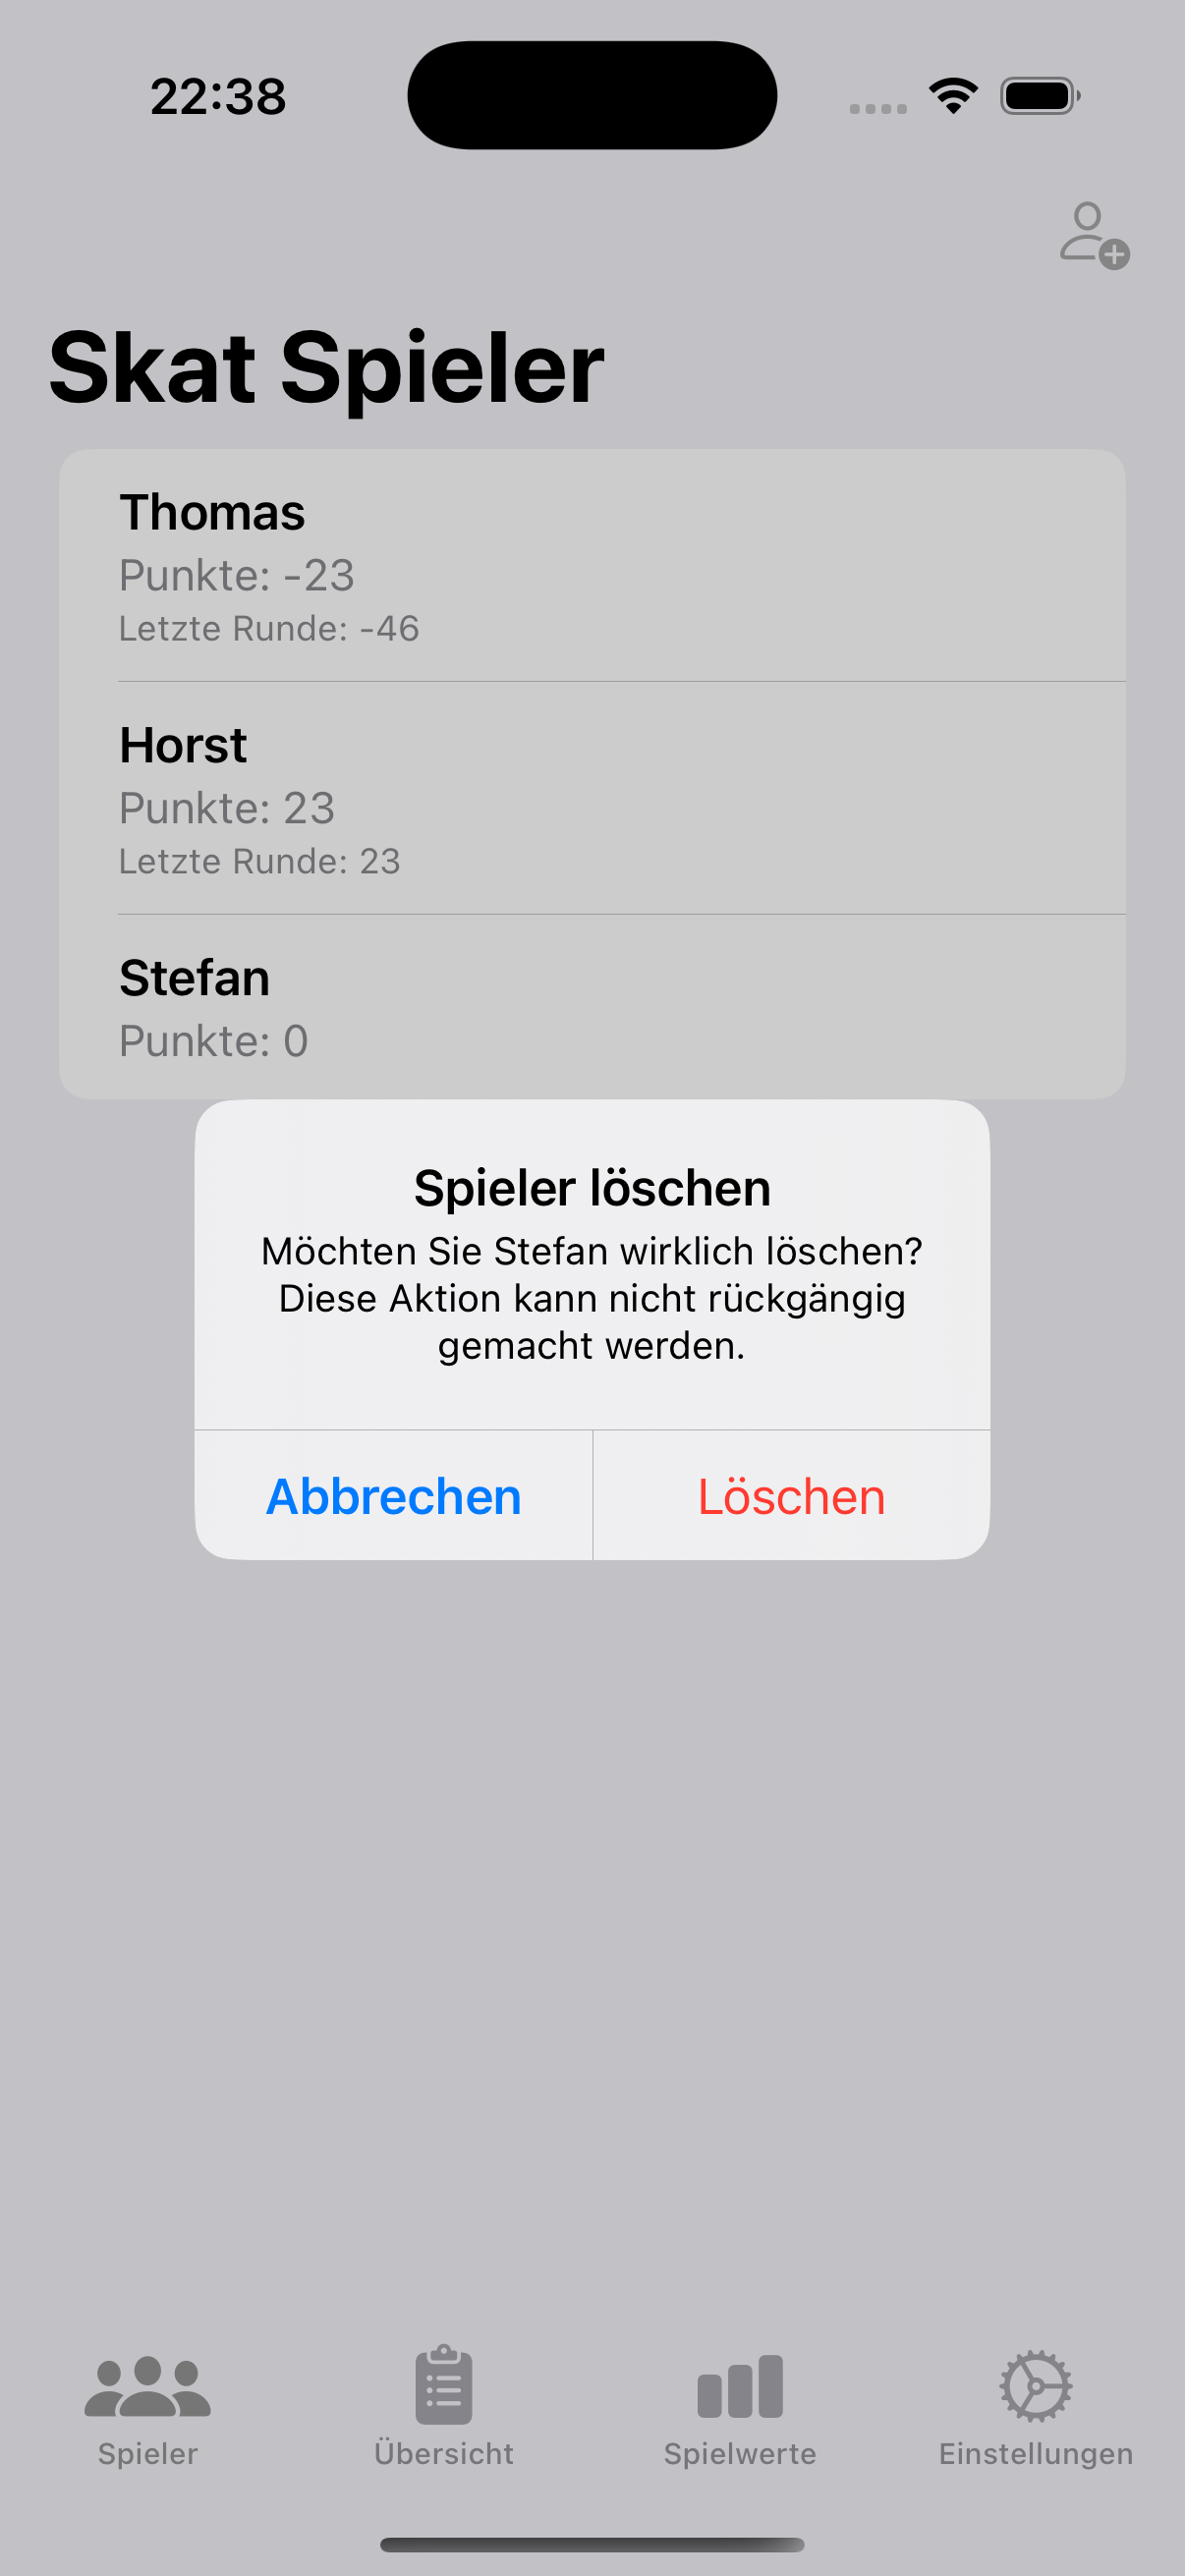 22:38
Skat Spieler
Thomas
Punkte: -23
Letzte Runde: -46
Horst
Punkte: 23
Letzte Runde: 23
Stefan
Punkte: 0
Spieler löschen
Möchten Sie Stefan wirklich löschen?
Diese Aktion kann nicht rückgängig
gemacht werden.
Abbrechen
Löschen
Spieler
Übersicht
Spielwerte
Einstellungen